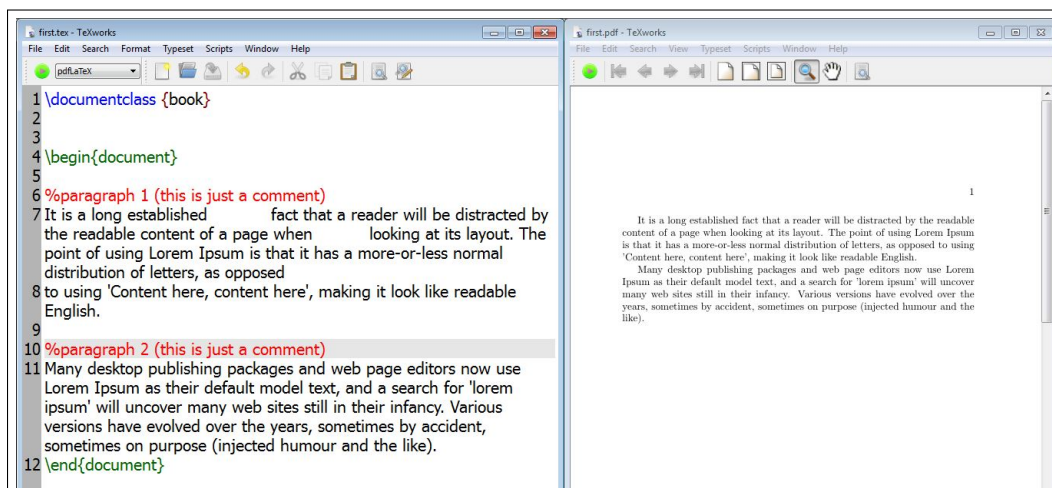 first.tex - TeXworks
File Edit Search Format Typeset Scripts Window Help
pdfLaTeX
1 \documentclass {book}
2
3
4 \begin{document}
5
6 %paragraph 1 (this is just a comment)
7 It is a long established fact that a reader will be distracted by
the readable content of a page when looking at its layout. The
point of using Lorem Ipsum is that it has a more-or-less normal
distribution of letters, as opposed
8 to using 'Content here, content here', making it look like readable
English.
9
10 %paragraph 2 (this is just a comment)
11 Many desktop publishing packages and web page editors now use
Lorem Ipsum as their default model text, and a search for 'lorem
ipsum' will uncover many web sites still in their infancy. Various
versions have evolved over the years, sometimes by accident,
sometimes on purpose (injected humour and the like).
12 \end{document}
first.pdf - TeXworks
File Edit Search View Typeset Scripts Window Help
1
It is a long established fact that a reader will be distracted by the readable
content of a page when looking at its layout. The point of using Lorem Ipsum
is that it has a more-or-less normal distribution of letters, as opposed to using
'Content here, content here', making it look like readable English.
Many desktop publishing packages and web page editors now use Lorem
Ipsum as their default model text, and a search for 'lorem ipsum' will uncover
many web sites still in their infancy. Various versions have evolved over the
years, sometimes by accident, sometimes on purpose (injected humour and the
like).